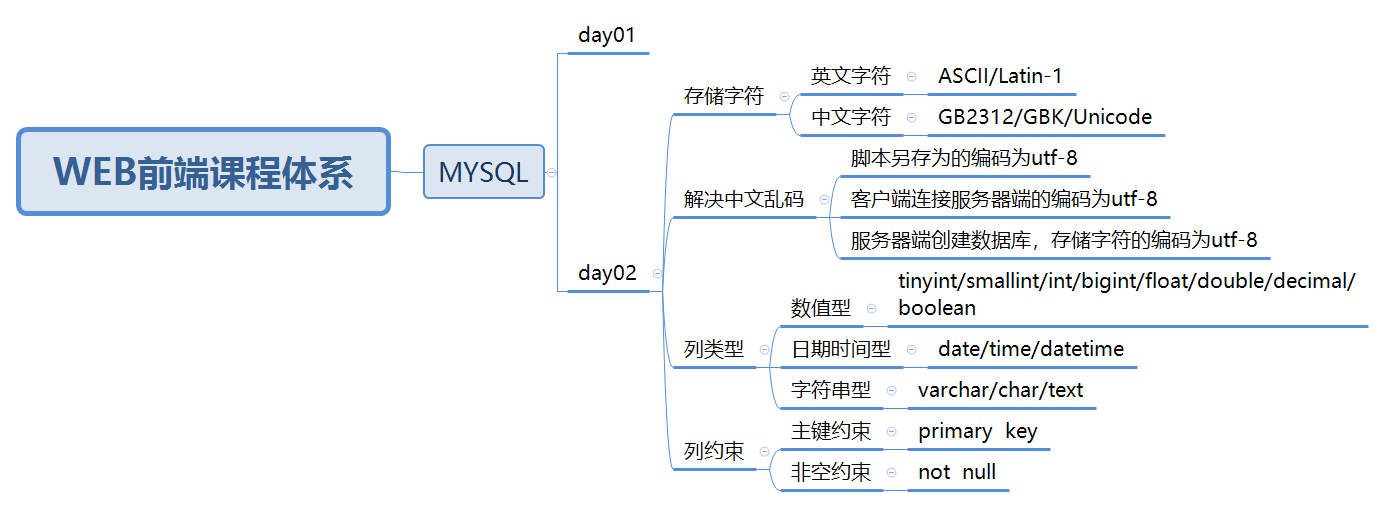 WEB前端课程体系
MYSQL
day01
day02
存储字符
英文字符
ASCII/Latin-1
中文字符
GB2312/GBK/Unicode
解决中文乱码
脚本另存为的编码为utf-8
客户端连接服务器端的编码为utf-8
服务器端创建数据库，存储字符的编码为utf-8
列类型
数值型
tinyint/smallint/int/bigint/float/double/decimal/
boolean
日期时间型
date/time/datetime
字符串型
varchar/char/text
列约束
主键约束
primary key
非空约束
not null